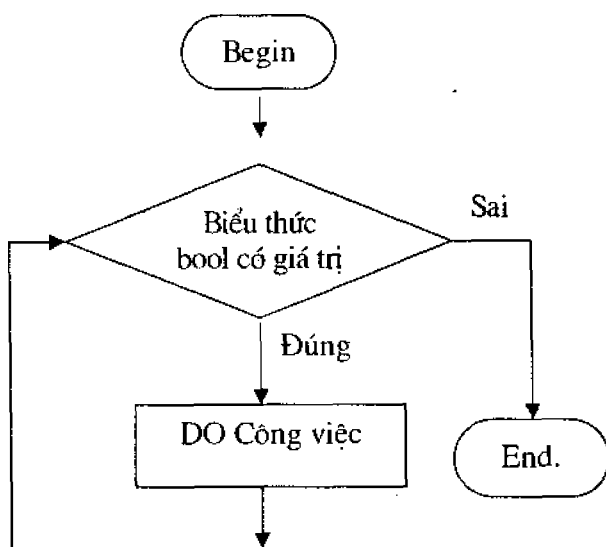 Begin
Biểu thức
bool có giá trị
Sai
Đúng
DO Công việc
End.